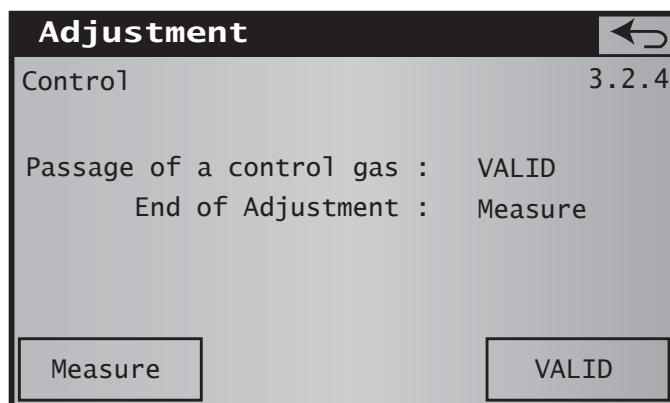 Adjustment
Control 3.2.4
Passage of a control gas : VALID
End of Adjustment : Measure
Measure VALID